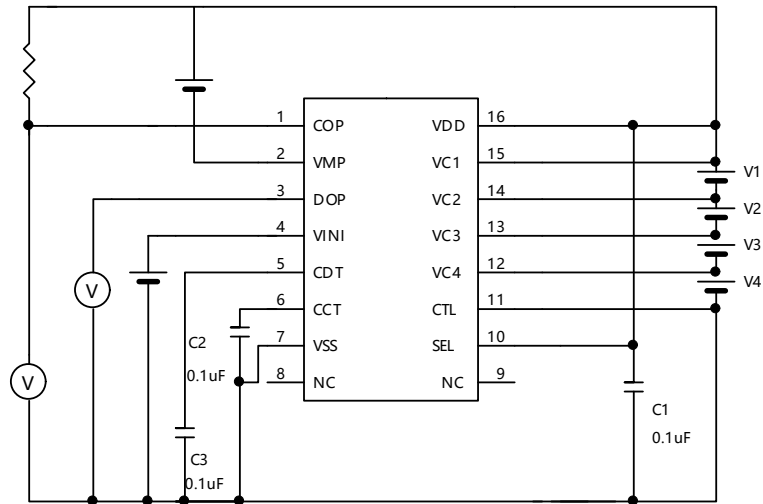 1 COP VDD 16
2 VMP VC1 15
3 DOP VC2 14
4 VINI VC3 13
5 CDT VC4 12
6 CCT CTL 11
7 VSS SEL 10
8 NC NC 9
V1
V2
V3
V4
V
V
C2
0.1uF
C3
0.1uF
C1
0.1uF